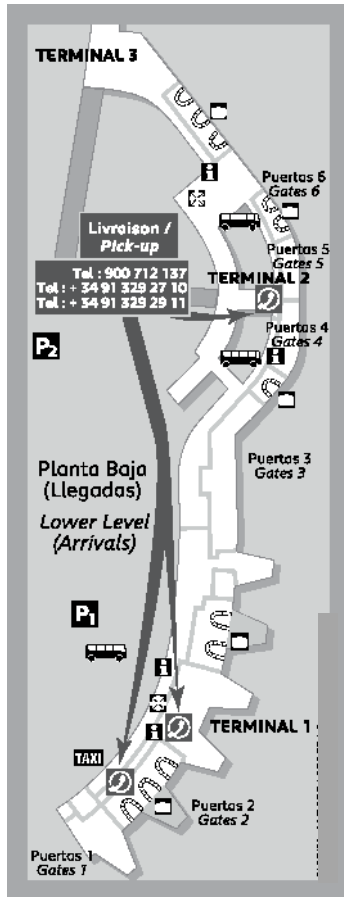 TERMINAL 3
Puertas 6
Gates 6
Livraison /
Pick-up
Tel : 900 712 137
Tel : + 34 91 329 27 10
Tel : + 34 91 329 29 11
Puertas 5
Gates 5
TERMINAL 2
Puertas 4
Gates 4
P2
Puertas 3
Gates 3
Planta Baja
(Llegadas)
Lower Level
(Arrivals)
P1
TERMINAL 1
TAXI
Puertas 2
Gates 2
Puertas 1
Gates 1